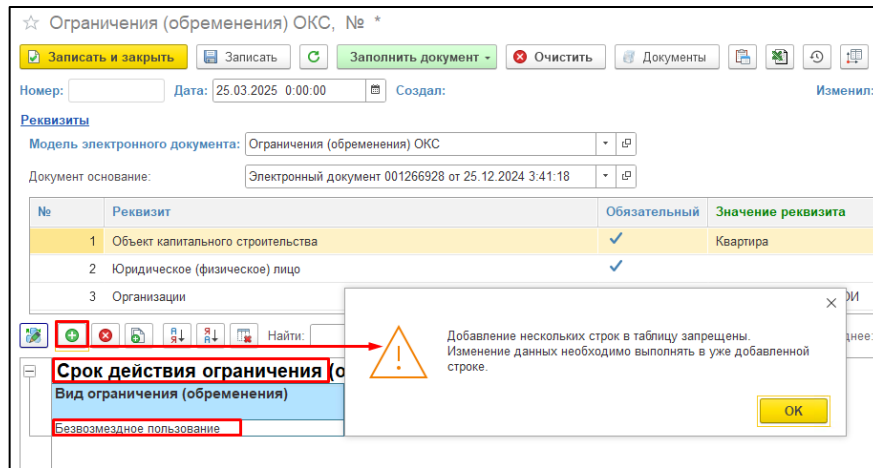 Ограничения (обременения) ОКС, № *
Записать и закрыть Записать Заполнить документ Очистить Документы
Номер: Дата: 25.03.2025 0:00:00 Создал: Изменил:
Реквизиты
Модель электронного документа: Ограничения (обременения) ОКС
Документ основание: Электронный документ 001266928 от 25.12.2024 3:41:18
№ Реквизит Обязательный Значение реквизита
1 Объект капитального строительства Квартира
2 Юридическое (физическое) лицо
3 Организации
Найти:
Добавление нескольких строк в таблицу запрещены.
Изменение данных необходимо выполнять в уже добавленной
строке.
OK
Срок действия ограничения (о
Вид ограничения (обременения)
Безвозмездное пользование